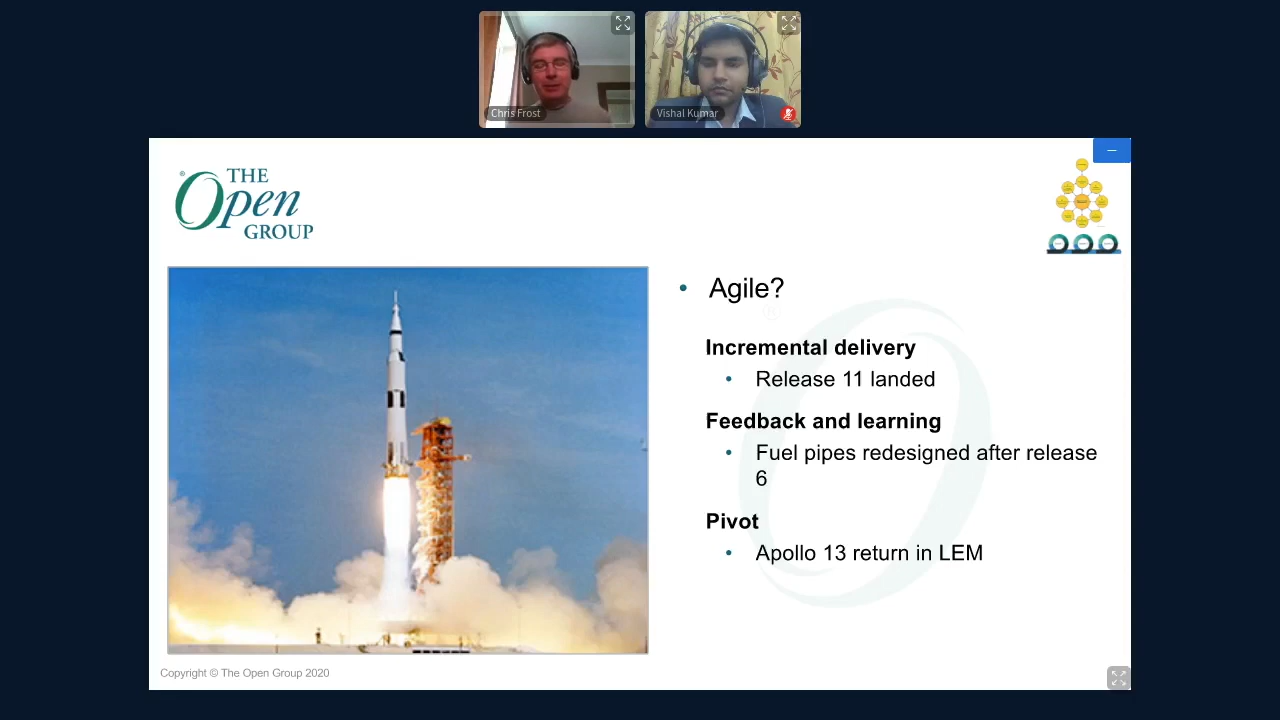 Chris Frost
Vishal Kumar
THE
Open
GROUP
Agile?
Incremental delivery
Release 11 landed
Feedback and learning
Fuel pipes redesigned after release
6
Pivot
Apollo 13 return in LEM
Copyright © The Open Group 2020